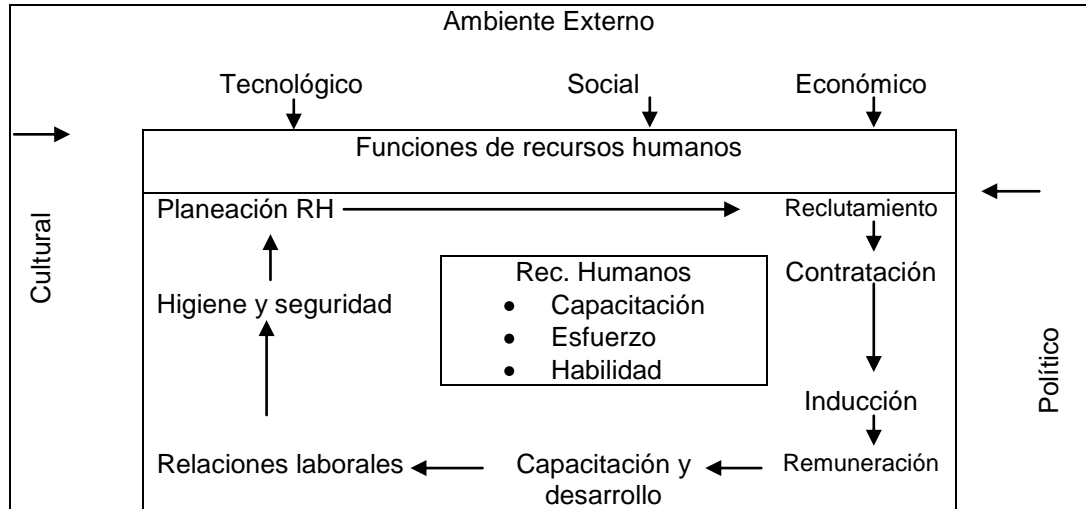 Ambiente Externo
Tecnológico Social Económico
Funciones de recursos humanos
Cultural
Político
Planeación RH Reclutamiento
Rec. Humanos
• Capacitación
• Esfuerzo
• Habilidad
Contratación
Higiene y seguridad
Inducción
Relaciones laborales Capacitación y Remuneración
desarrollo